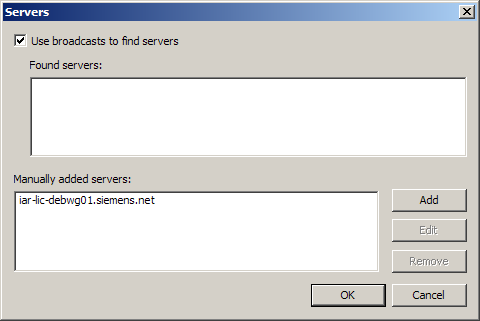 Servers
Use broadcasts to find servers
Found servers:
Manually added servers:
iar-lic-debwg01.siemens.net
Add
Edit
Remove
OK
Cancel